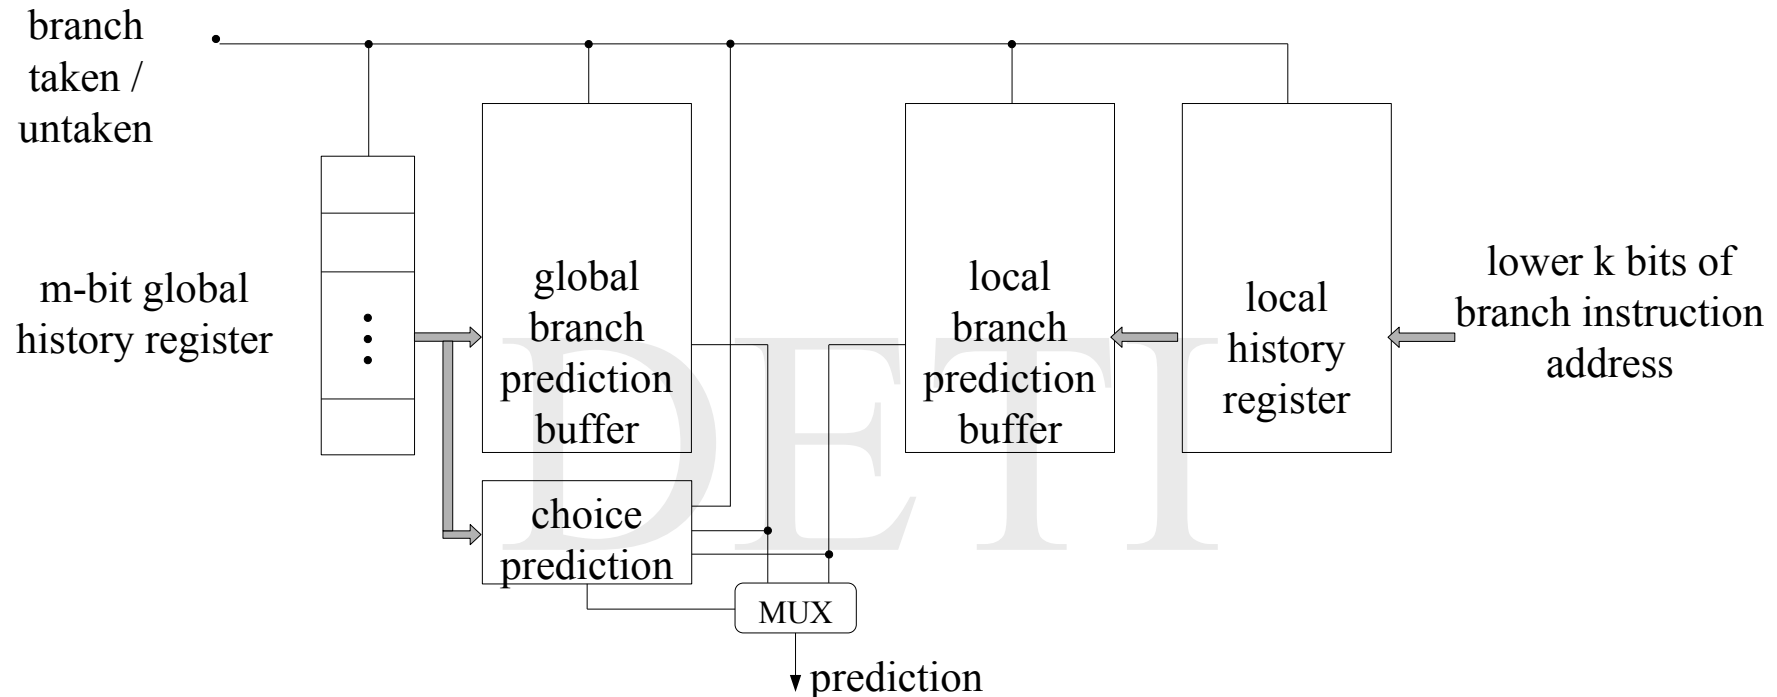 branch
taken /
untaken
m-bit global
history register
global
branch
prediction
buffer
local
branch
prediction
buffer
local
history
register
lower k bits of
branch instruction
address
choice
prediction
MUX
prediction
DETI